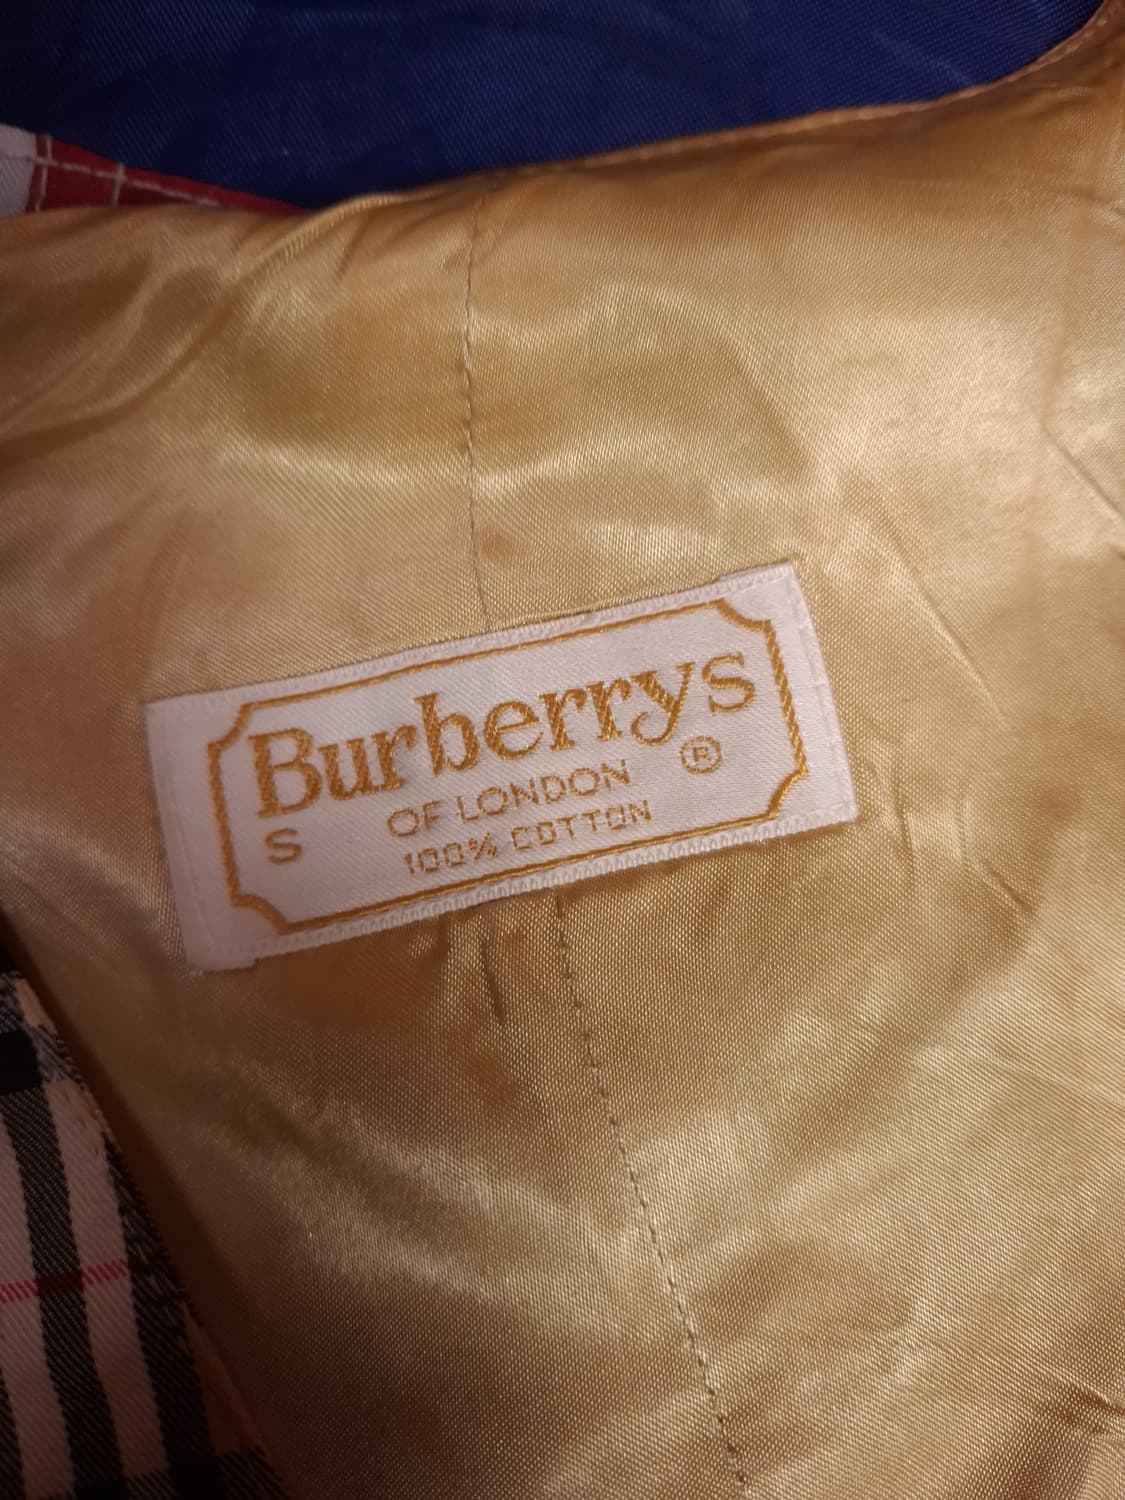 Burberrys
OF LONDON ®
S
100% COTTON